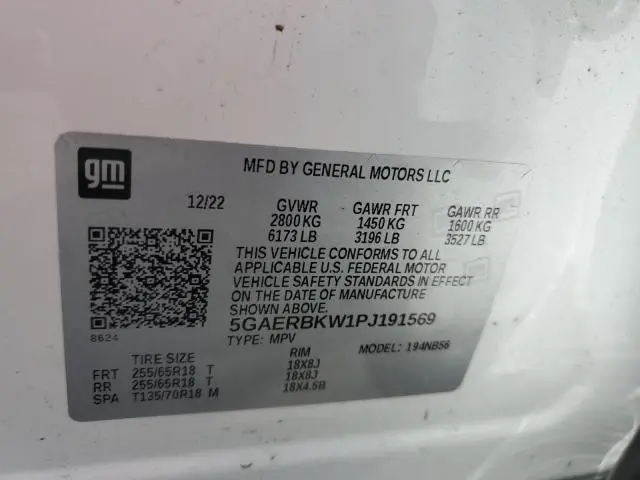 gm
MFD BY GENERAL MOTORS LLC
12/22 GVWR GAWR FRT GAWR RR
2800 KG 1450 KG 1600 KG
6173 LB 3196 LB 3527 LB
THIS VEHICLE CONFORMS TO ALL
APPLICABLE U.S. FEDERAL MOTOR
VEHICLE SAFETY STANDARDS IN EFFECT
ON THE DATE OF MANUFACTURE
SHOWN ABOVE.
8624
5GAERBKW1PJ191569
TYPE: MPV MODEL: 194NB56
TIRE SIZE RIM
FRT 255/65R18 T 18X8J
RR 255/65R18 T 18X8J
SPA T135/70R18 M 18X4.5B